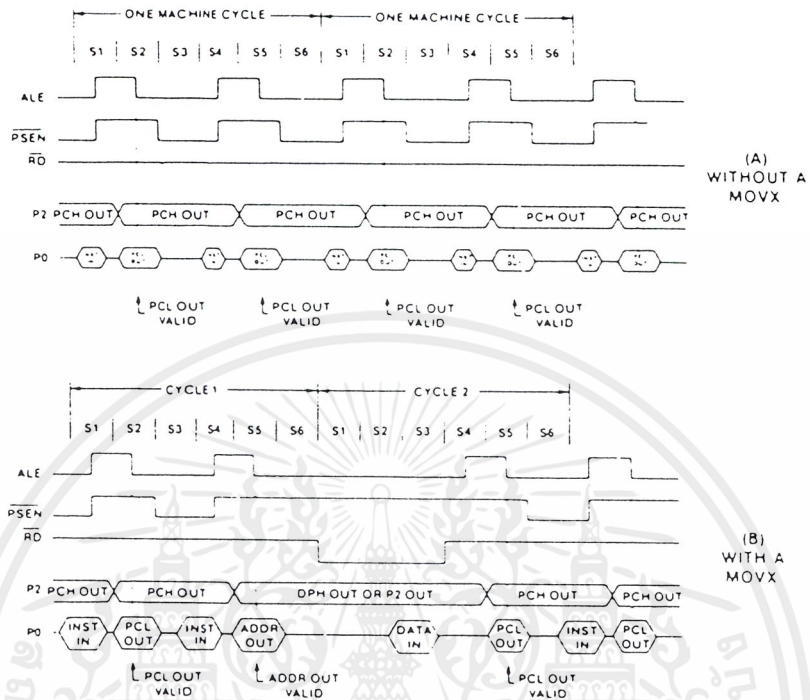 ONE MACHINE CYCLE ONE MACHINE CYCLE
S1 S2 S3 S4 S5 S6 S1 S2 S3 S4 S5 S6
ALE
PSEN
RD
(A)
WITHOUT A
MOVX
P2 PCH OUT PCH OUT PCH OUT PCH OUT PCH OUT PCH OUT
P0
PCL OUT VALID
PCL OUT VALID
PCL OUT VALID
PCL OUT VALID
CYCLE 1 CYCLE 2
S1 S2 S3 S4 S5 S6 S1 S2 S3 S4 S5 S6
ALE
PSEN
RD
(B)
WITH A
MOVX
P2 PCH OUT PCH OUT DPH OUT OR P2 OUT PCH OUT PCH OUT
P0 INST IN PCL OUT INST IN ADDR OUT DATA IN PCL OUT INST IN PCL OUT
PCL OUT VALID
ADDR OUT VALID
PCL OUT VALID